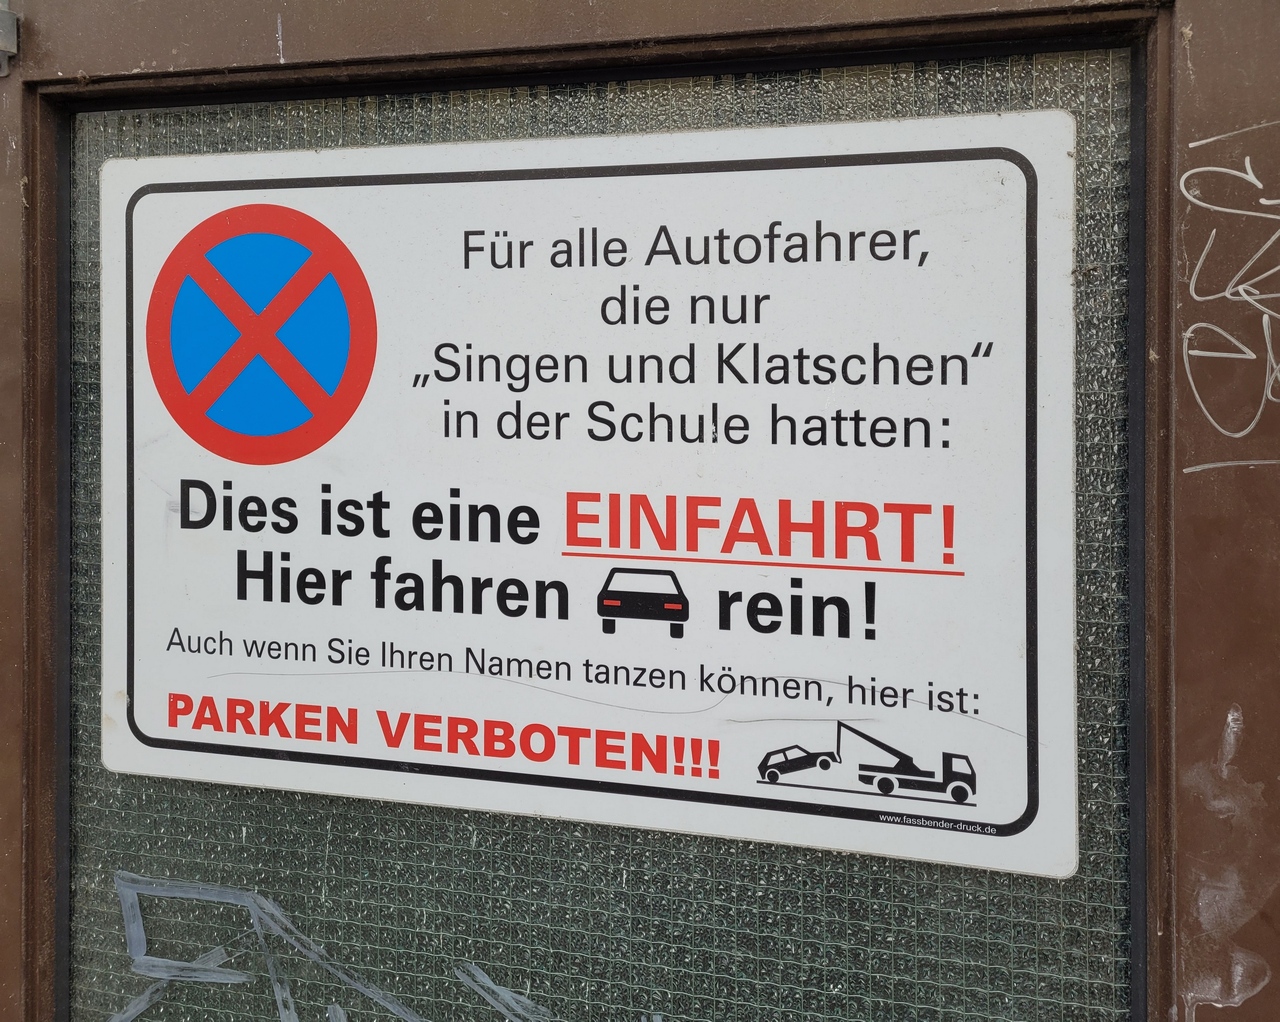 Für alle Autofahrer,
die nur
„Singen und Klatschen“
in der Schule hatten:
Dies ist eine EINFAHRT!
Hier fahren rein!
Auch wenn Sie Ihren Namen tanzen können, hier ist:
PARKEN VERBOTEN!!!
www.fassbender-druck.de